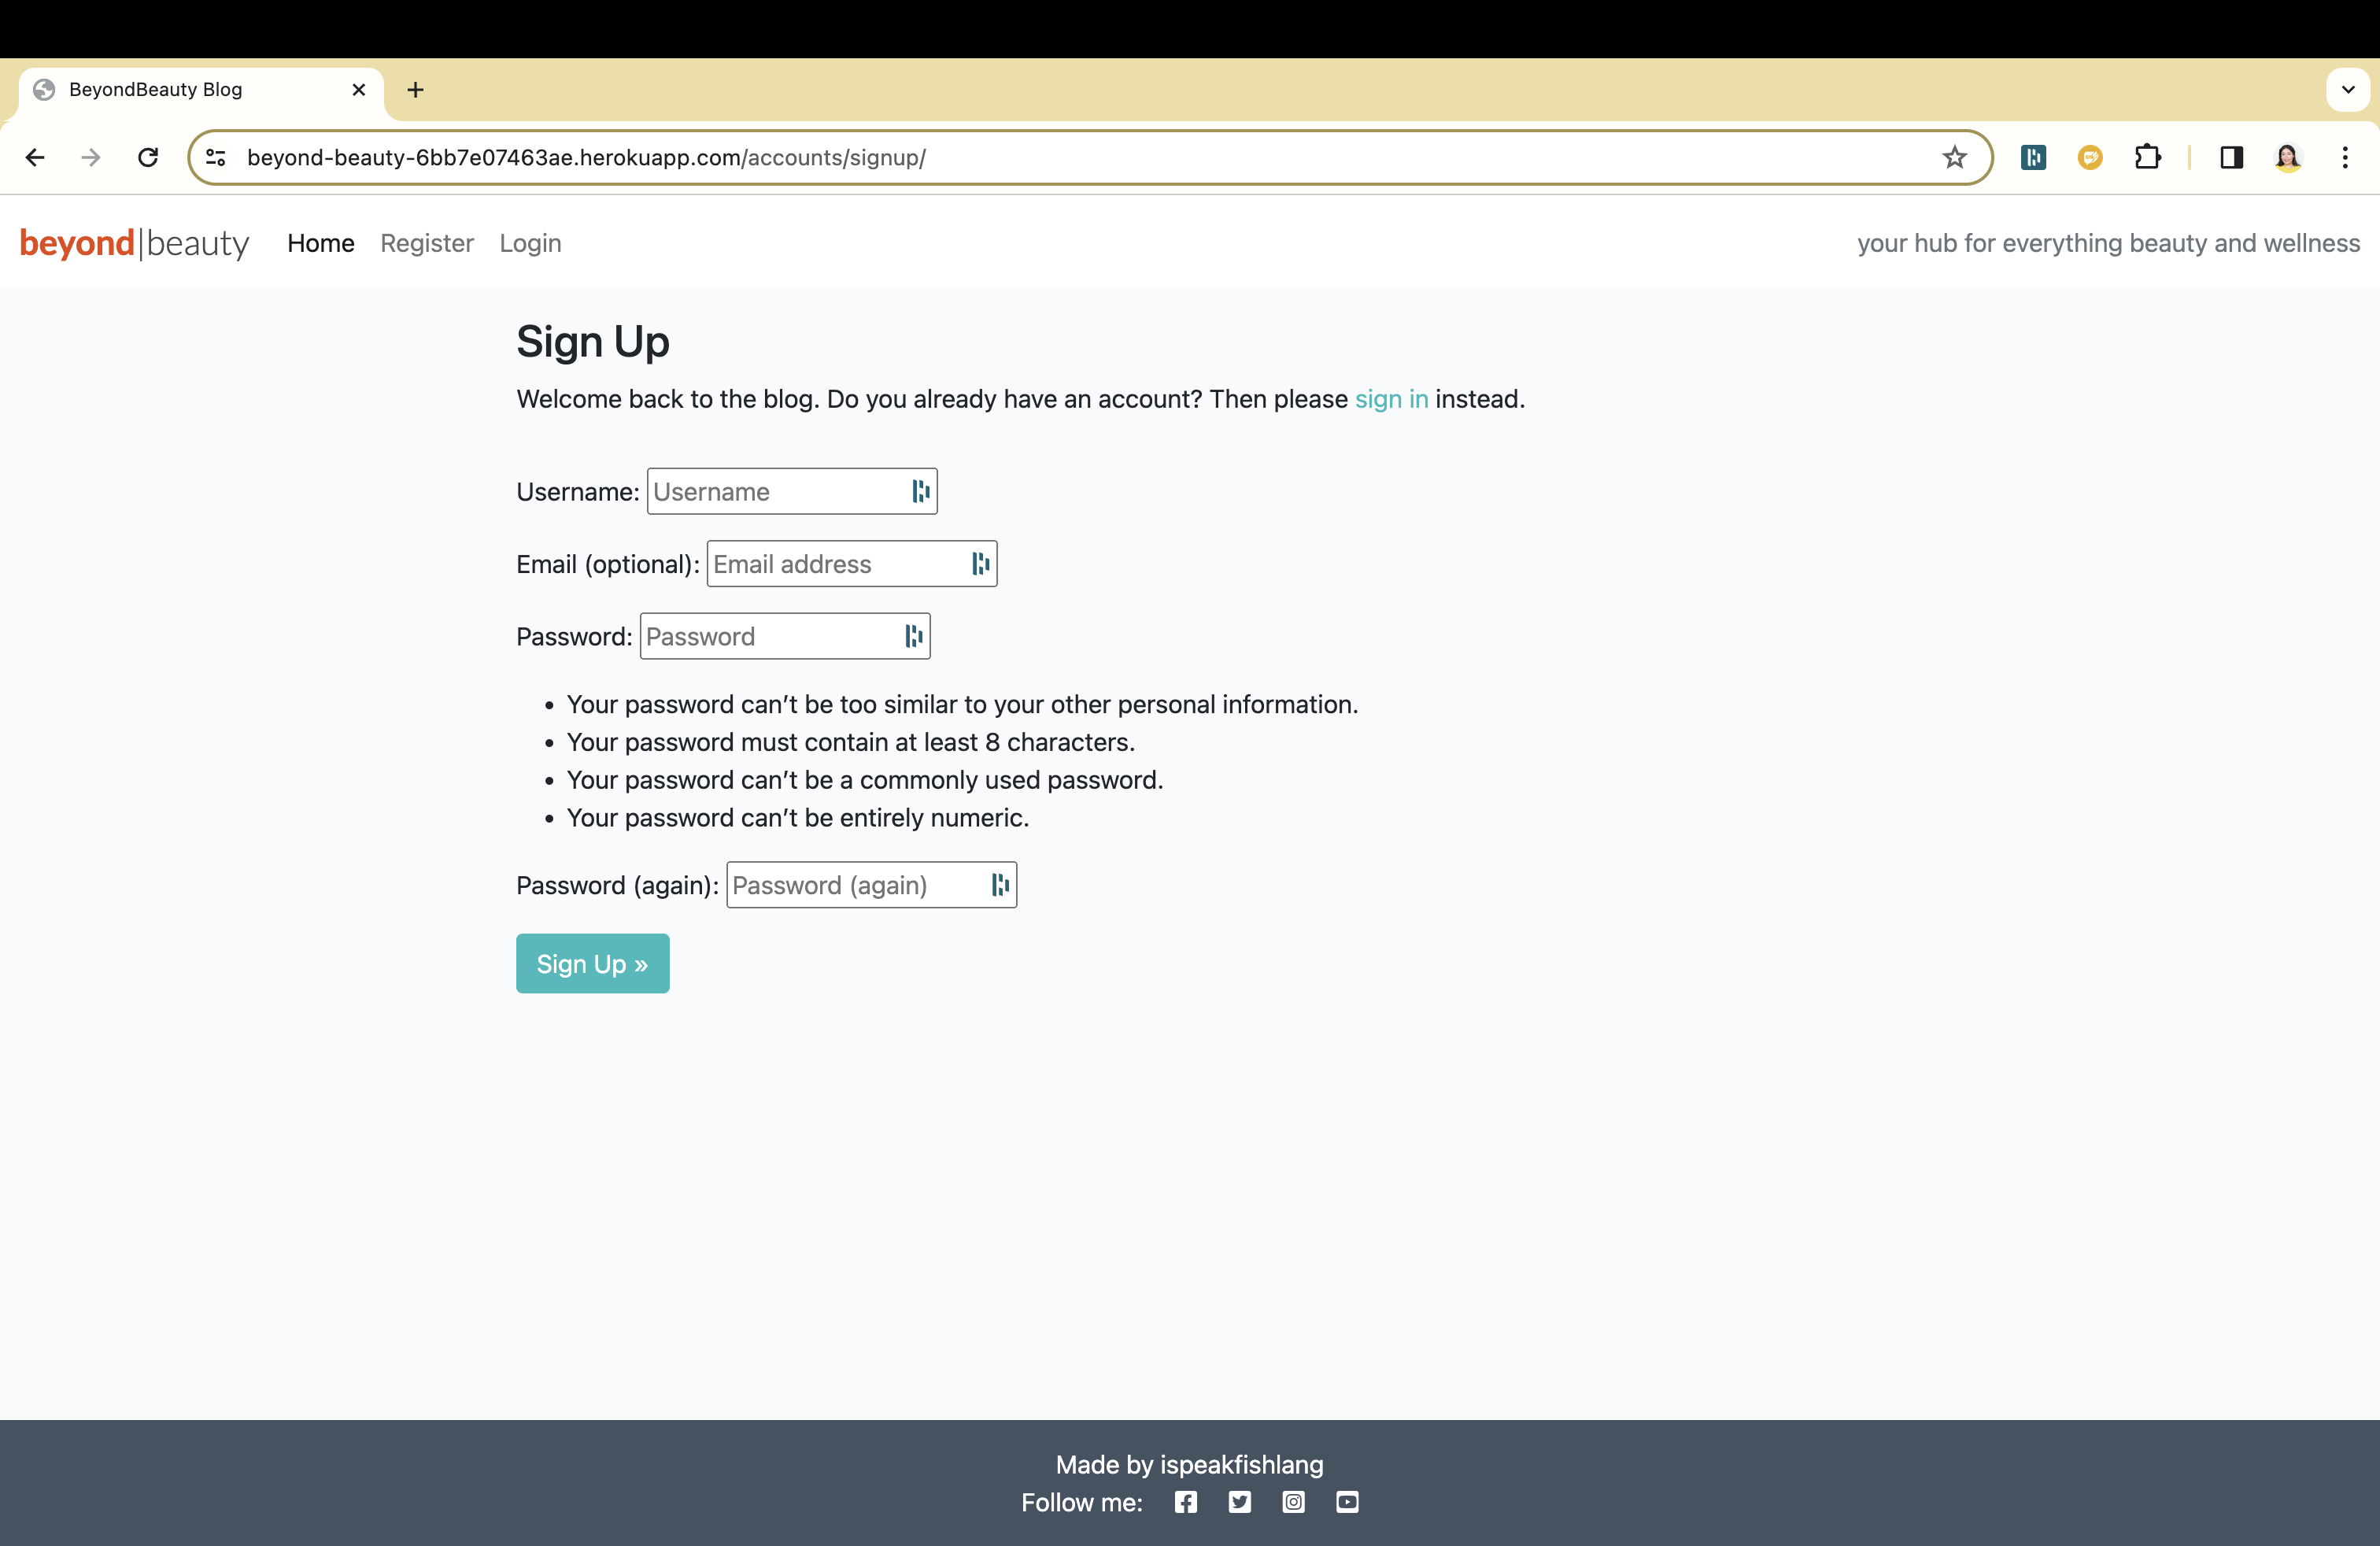 BeyondBeauty Blog
beyond-beauty-6bb7e07463ae.herokuapp.com/accounts/signup/
beyond|beauty Home Register Login your hub for everything beauty and wellness
Sign Up
Welcome back to the blog. Do you already have an account? Then please sign in instead.
Username: Username
Email (optional): Email address
Password: Password
• Your password can’t be too similar to your other personal information.
• Your password must contain at least 8 characters.
• Your password can’t be a commonly used password.
• Your password can’t be entirely numeric.
Password (again): Password (again)
Sign Up »
Made by ispeakfishlang
Follow me: